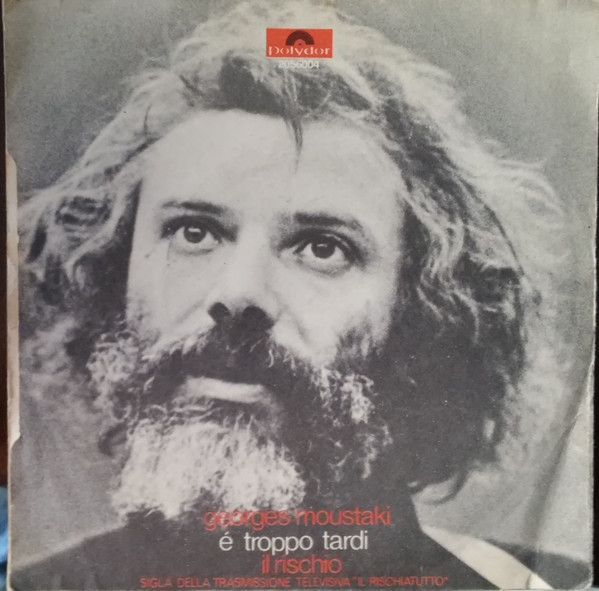 polydor
2056004
georges moustaki
é troppo tardi
il rischio
SIGLA DELLA TRASMISSIONE TELEVISIVA "IL RISCHIATUTTO"